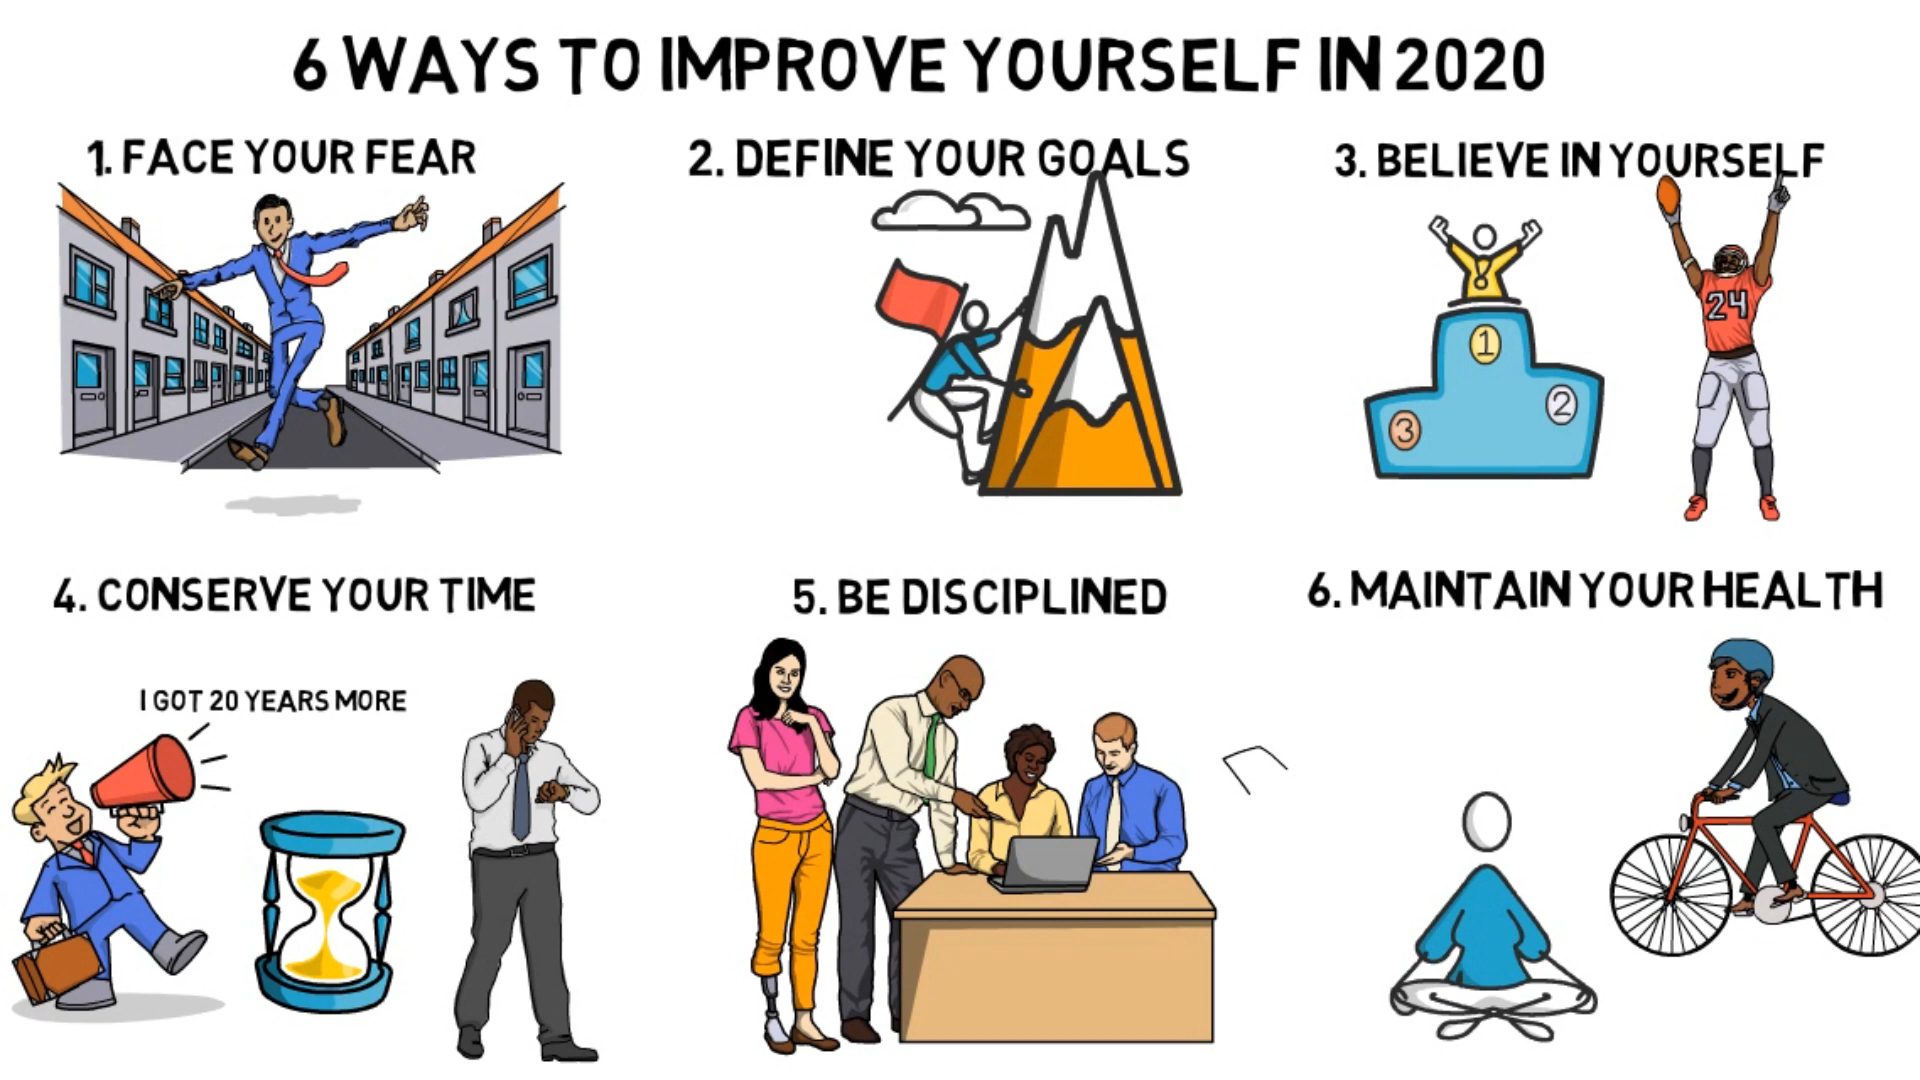 6 WAYS TO IMPROVE YOURSELF IN 2020
1. FACE YOUR FEAR
2. DEFINE YOUR GOALS
3. BELIEVE IN YOURSELF
24
1
2
3
4. CONSERVE YOUR TIME
5. BE DISCIPLINED
6. MAINTAIN YOUR HEALTH
I GOT 20 YEARS MORE